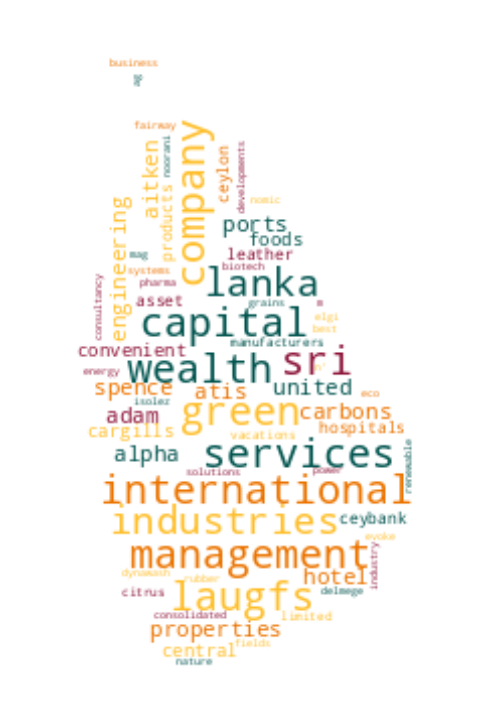 business
ag
fairway
company
noorani
aitken
ceylon
developments
products
numic
engineering
ports
foods
mag
leather
systems
biotech
pharma
consultancy
lanka
asset
grains
m
capital
elgi
best
manufacturers
convenient
sri
wealth
energy
spence
atis
united
eco
isolez
green
carbons
adam
hospitals
cargills
vacations
alpha
services
renewable
solutions
power
international
industries
ceybank
management
evoke
industry
dynawash
rubber
hotel
citrus
laugfs
delmege
consolidated
limited
properties
central
fields
nature